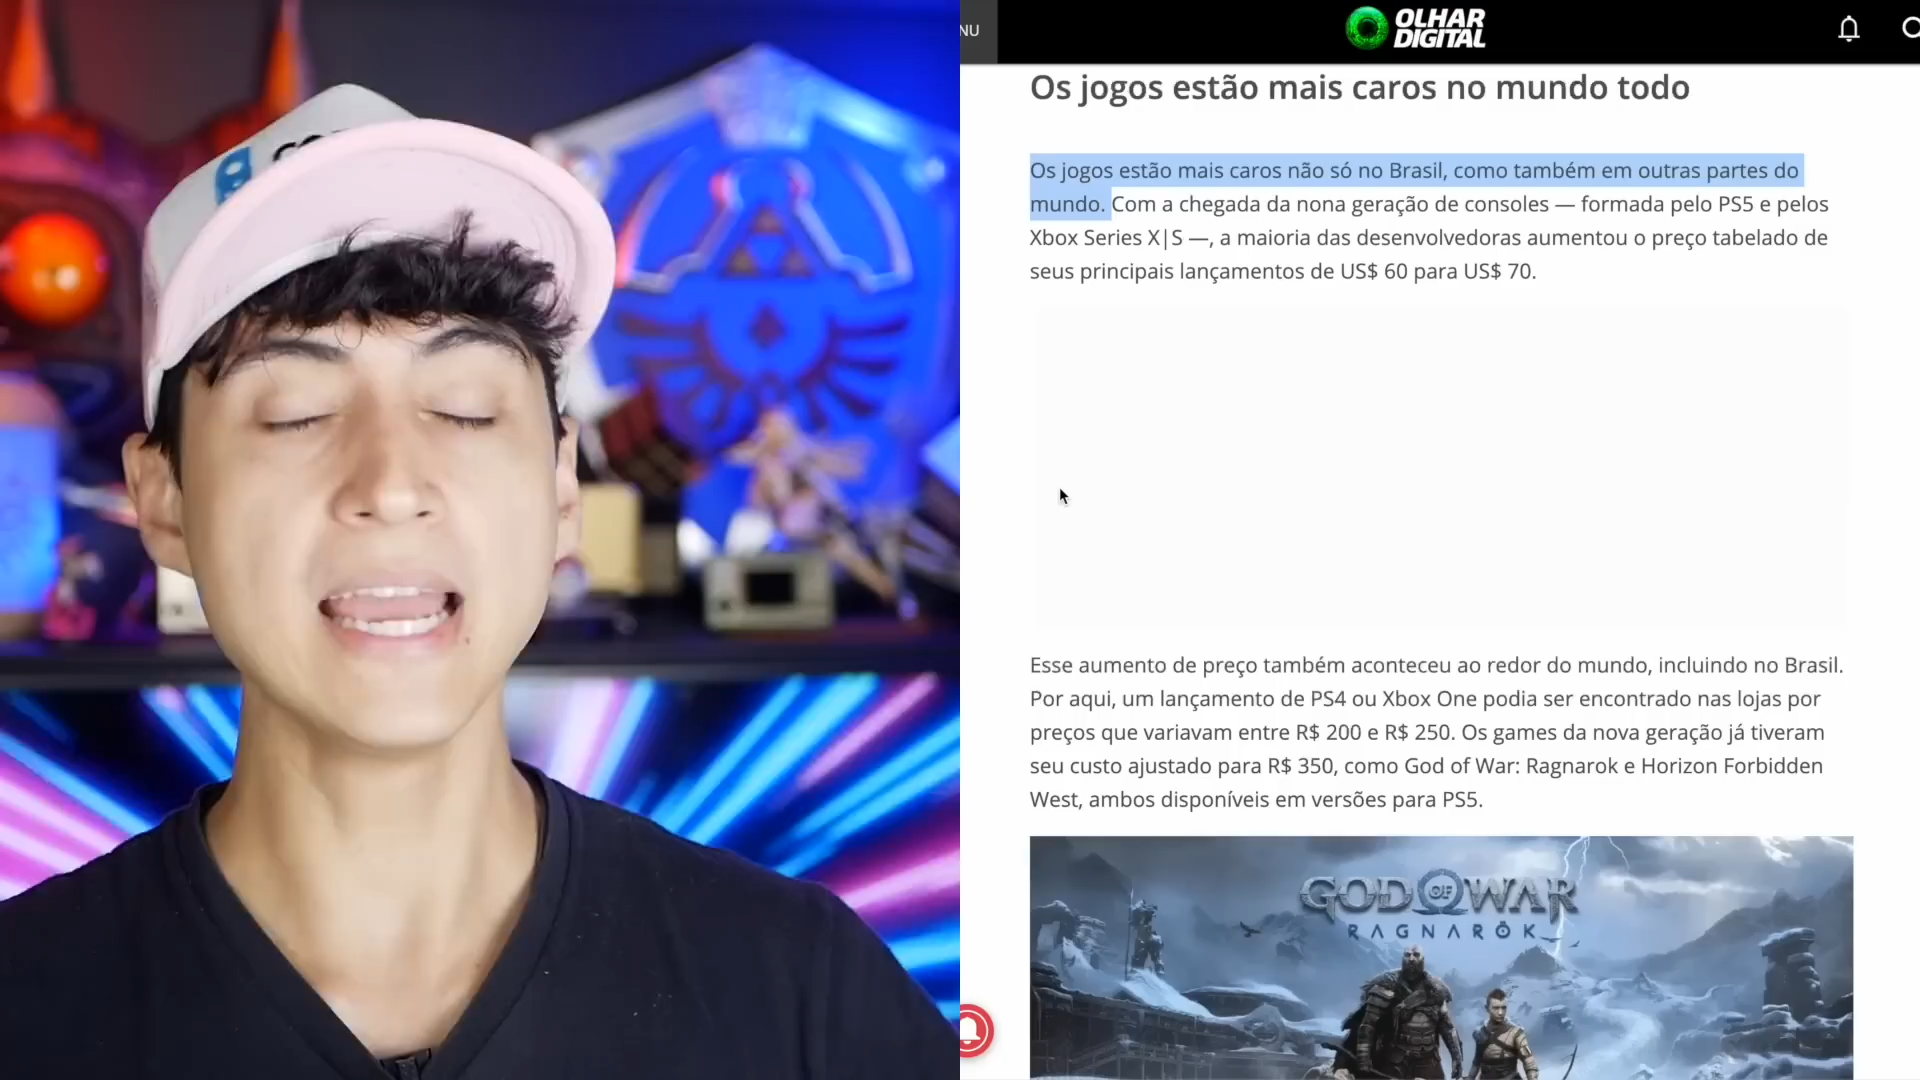 NU
OLHAR
DIGITAL
Os jogos estão mais caros no mundo todo
Os jogos estão mais caros não só no Brasil, como também em outras partes do
mundo. Com a chegada da nona geração de consoles — formada pelo PS5 e pelos
Xbox Series X|S —, a maioria das desenvolvedoras aumentou o preço tabelado de
seus principais lançamentos de US$ 60 para US$ 70.
Esse aumento de preço também aconteceu ao redor do mundo, incluindo no Brasil.
Por aqui, um lançamento de PS4 ou Xbox One podia ser encontrado nas lojas por
preços que variavam entre R$ 200 e R$ 250. Os games da nova geração já tiveram
seu custo ajustado para R$ 350, como God of War: Ragnarok e Horizon Forbidden
West, ambos disponíveis em versões para PS5.
GOD OF WAR
RAGNARÖK